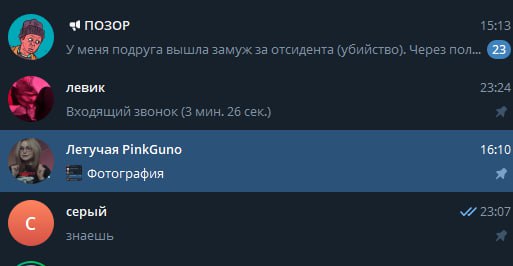 ПОЗОР 15:13
У меня подруга вышла замуж за отсидента (убийство). Через пол... 23
левик 23:24
Входящий звонок (3 мин. 26 сек.)
Летучая PinkGuno 16:10
Фотография
С
серый 23:07
знаешь